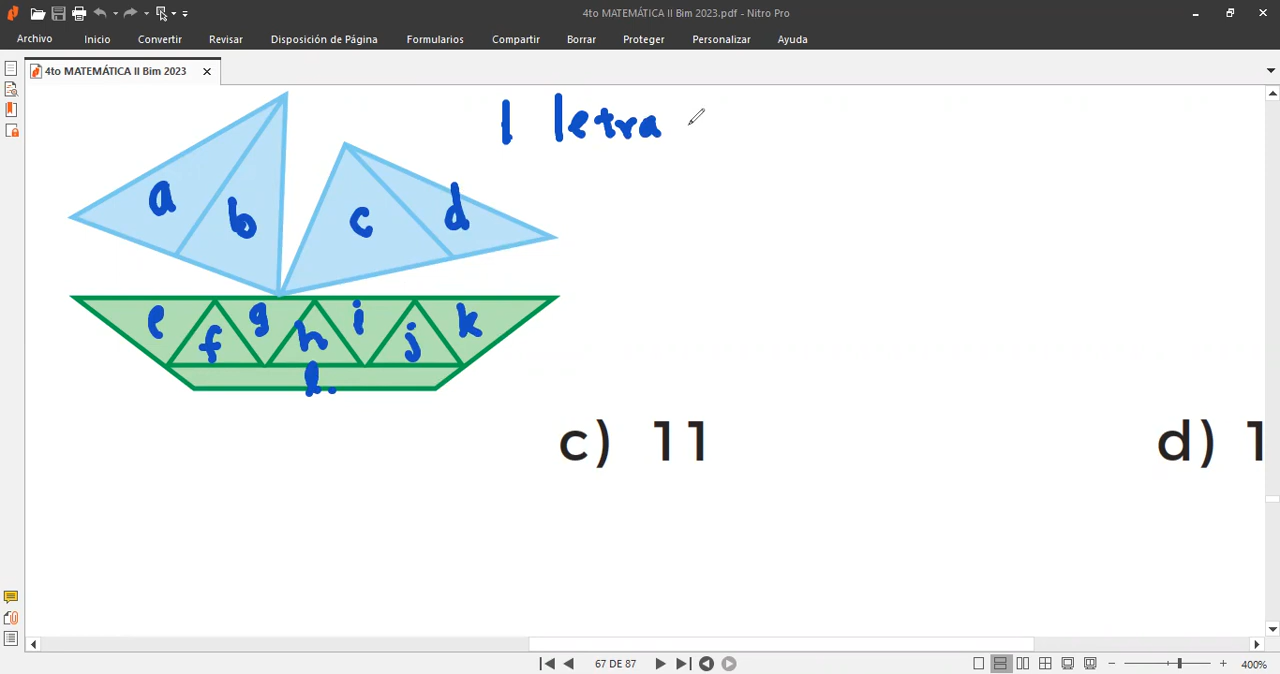 4to MATEMÁTICA II Bim 2023.pdf - Nitro Pro
Archivo Inicio Convertir Revisar Disposición de Página Formularios Compartir Borrar Proteger Personalizar Ayuda
4to MATEMÁTICA II Bim 2023
1 letra
a b c d
e f g h i j k
l.
c) 11 d) 1
67 DE 87 400%